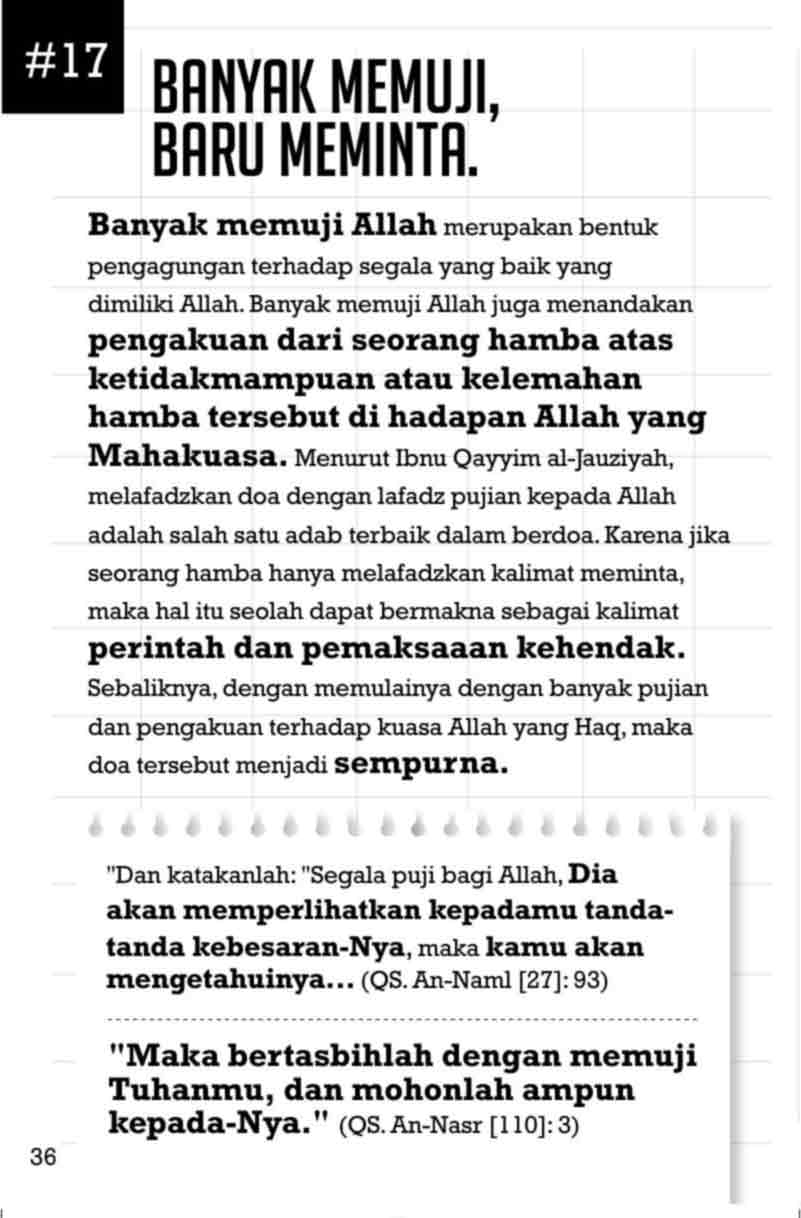 #17
BANYAK MEMUJI,
BARU MEMINTA.
Banyak memuji Allah merupakan bentuk
pengagungan terhadap segala yang baik yang
dimiliki Allah. Banyak memuji Allah juga menandakan
pengakuan dari seorang hamba atas
ketidakmampuan atau kelemahan
hamba tersebut di hadapan Allah yang
Mahakuasa. Menurut Ibnu Qayyim al-Jauziyah,
melafadzkan doa dengan lafadz pujian kepada Allah
adalah salah satu adab terbaik dalam berdoa. Karena jika
seorang hamba hanya melafadzkan kalimat meminta,
maka hal itu seolah dapat bermakna sebagai kalimat
perintah dan pemaksaaan kehendak.
Sebaliknya, dengan memulainya dengan banyak pujian
dan pengakuan terhadap kuasa Allah yang Haq, maka
doa tersebut menjadi sempurna.
"Dan katakanlah: "Segala puji bagi Allah, Dia
akan memperlihatkan kepadamu tanda-
tanda kebesaran-Nya, maka kamu akan
mengetahuinya... (QS. An-Naml [27]: 93)
"Maka bertasbihlah dengan memuji
Tuhanmu, dan mohonlah ampun
kepada-Nya." (QS. An-Nasr [110]: 3)
36